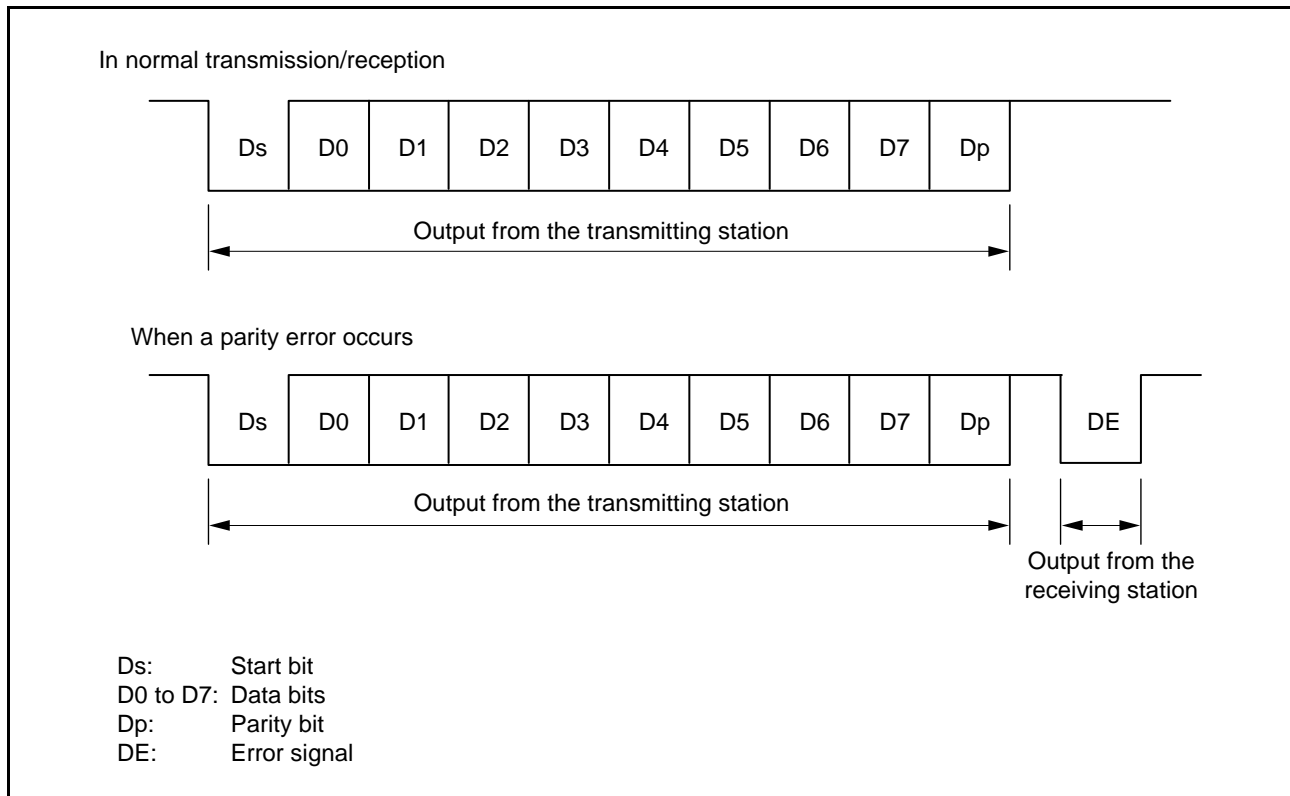 In normal transmission/reception
Ds D0 D1 D2 D3 D4 D5 D6 D7 Dp
Output from the transmitting station
When a parity error occurs
Ds D0 D1 D2 D3 D4 D5 D6 D7 Dp DE
Output from the transmitting station
Output from the
receiving station
Ds: Start bit
D0 to D7: Data bits
Dp: Parity bit
DE: Error signal